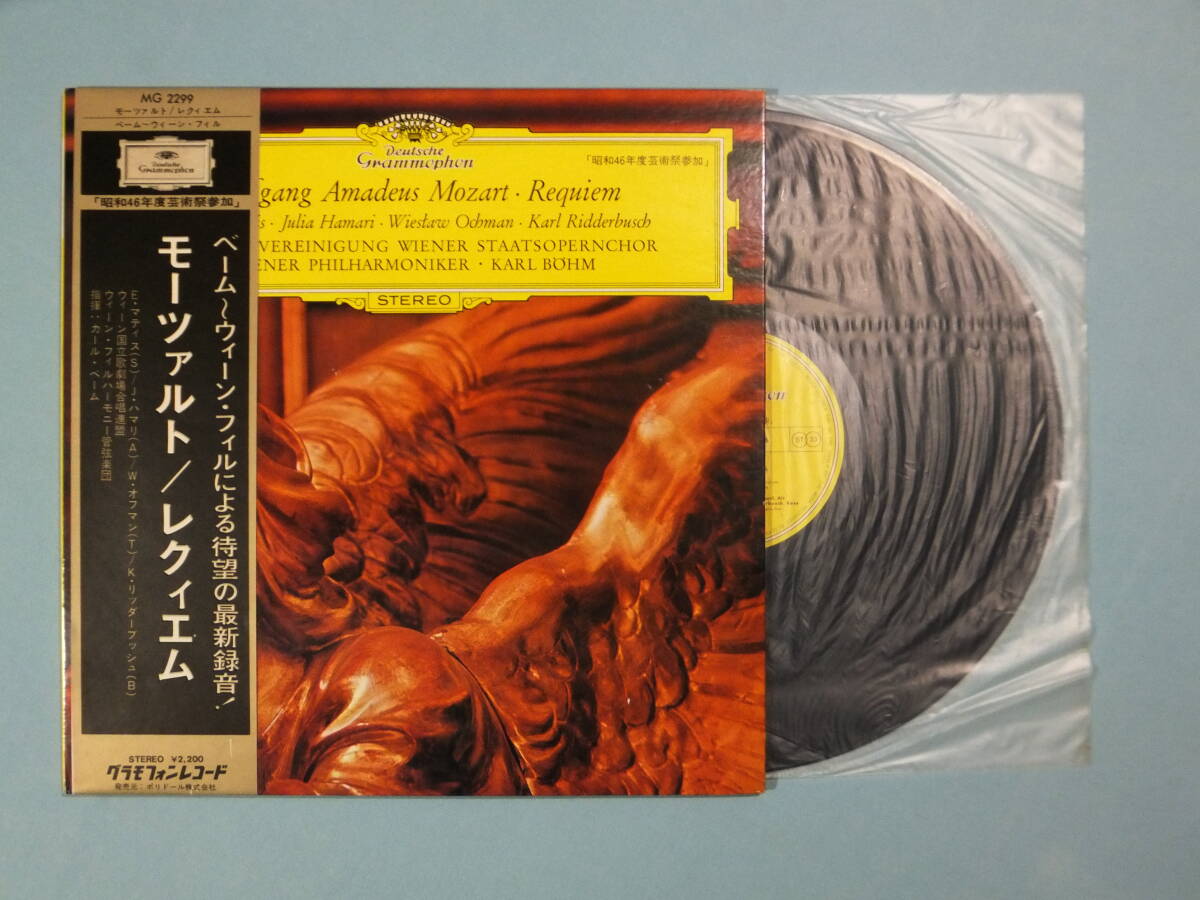 MG 2299
モーツァルト/レクィエム
ベーム〜ウィーン・フィル
Deutsche
Grammophon
「昭和46年度芸術祭参加」
ベーム〜ウィーン・フィルによる待望の最新録音!
モーツァルト/レクィエム
E・マティス(S)/J・ハマリ(A)/W・オフマン(T)/K・リッダーブッシュ(B)
ウィーン国立歌劇場合唱連盟
ウィーン・フィルハーモニー管弦楽団
指揮:カール・ベーム
STEREO ¥2,200
グラモフォンレコード
発売元:ポリドール株式会社
Deutsche
Grammophon
「昭和46年度芸術祭参加」
fgang Amadeus Mozart · Requiem
s · Julia Hamari · Wiesław Ochman · Karl Ridderbusch
VEREINIGUNG WIENER STAATSOPERNCHOR
ENER PHILHARMONIKER · KARL BÖHM
STEREO
ST 33